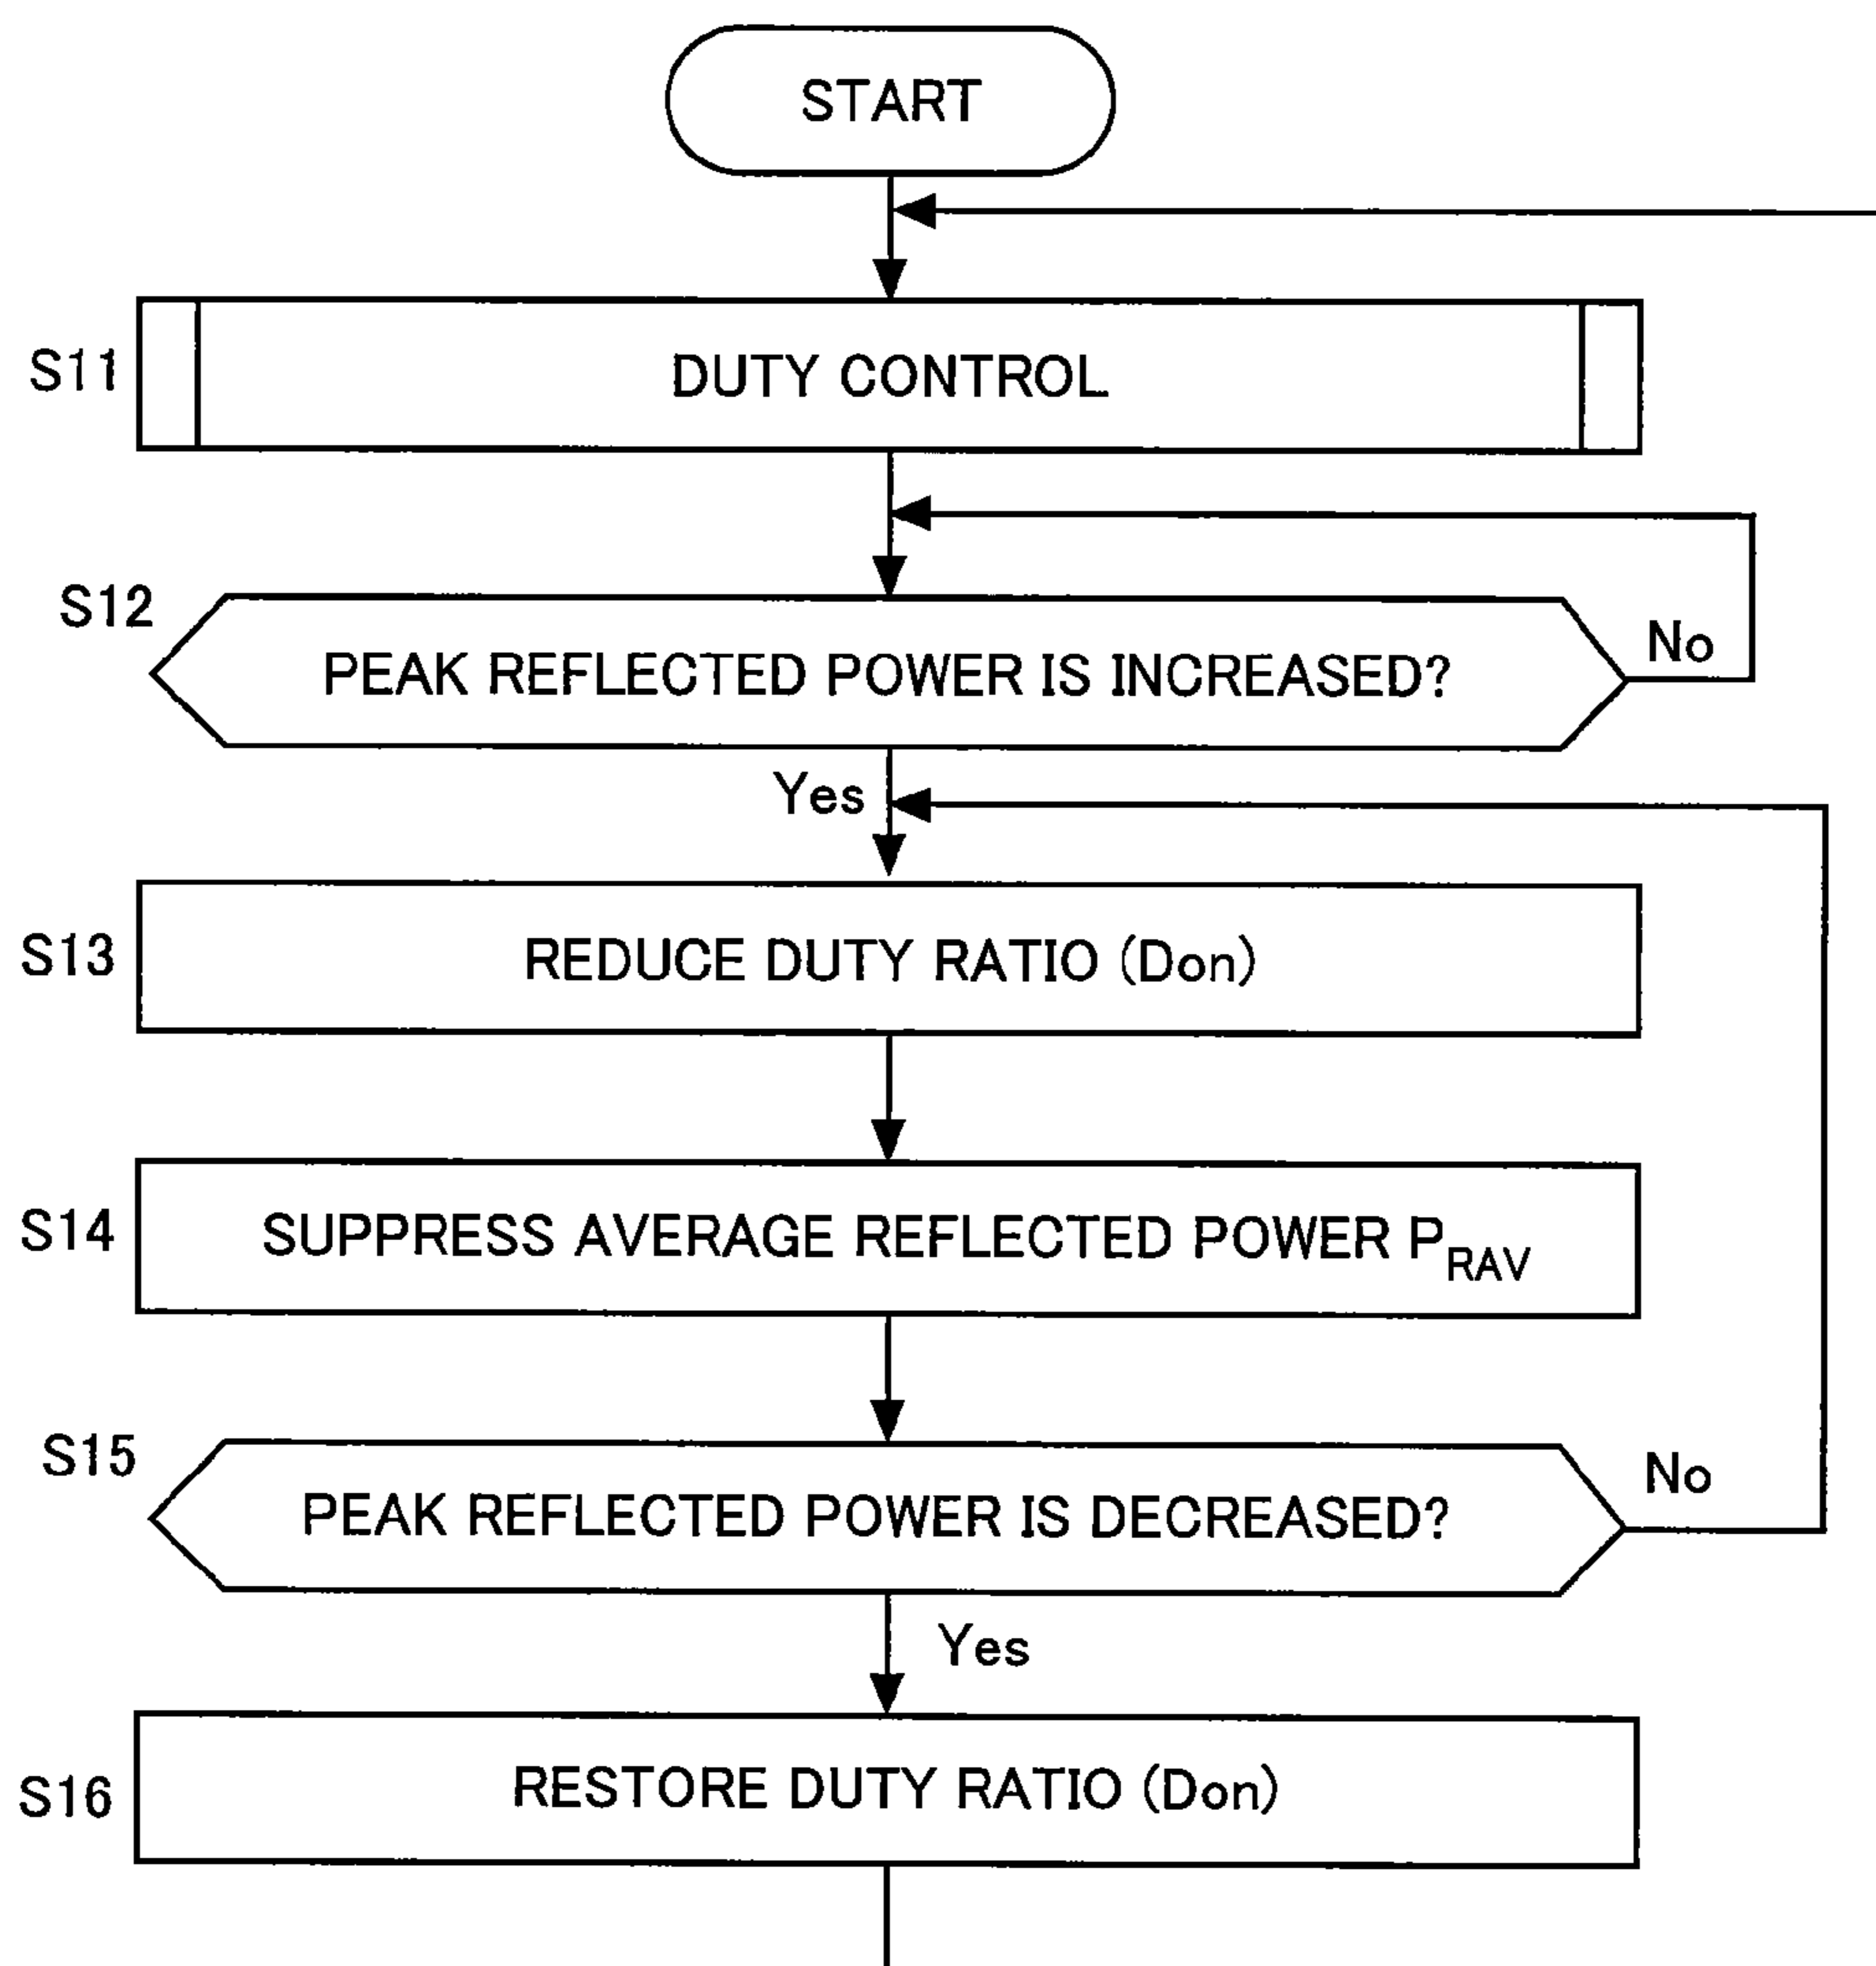 START
S11
DUTY CONTROL
S12
PEAK REFLECTED POWER IS INCREASED?
No
Yes
S13
REDUCE DUTY RATIO (Don)
S14
SUPPRESS AVERAGE REFLECTED POWER P_RAV
S15
PEAK REFLECTED POWER IS DECREASED?
No
Yes
S16
RESTORE DUTY RATIO (Don)